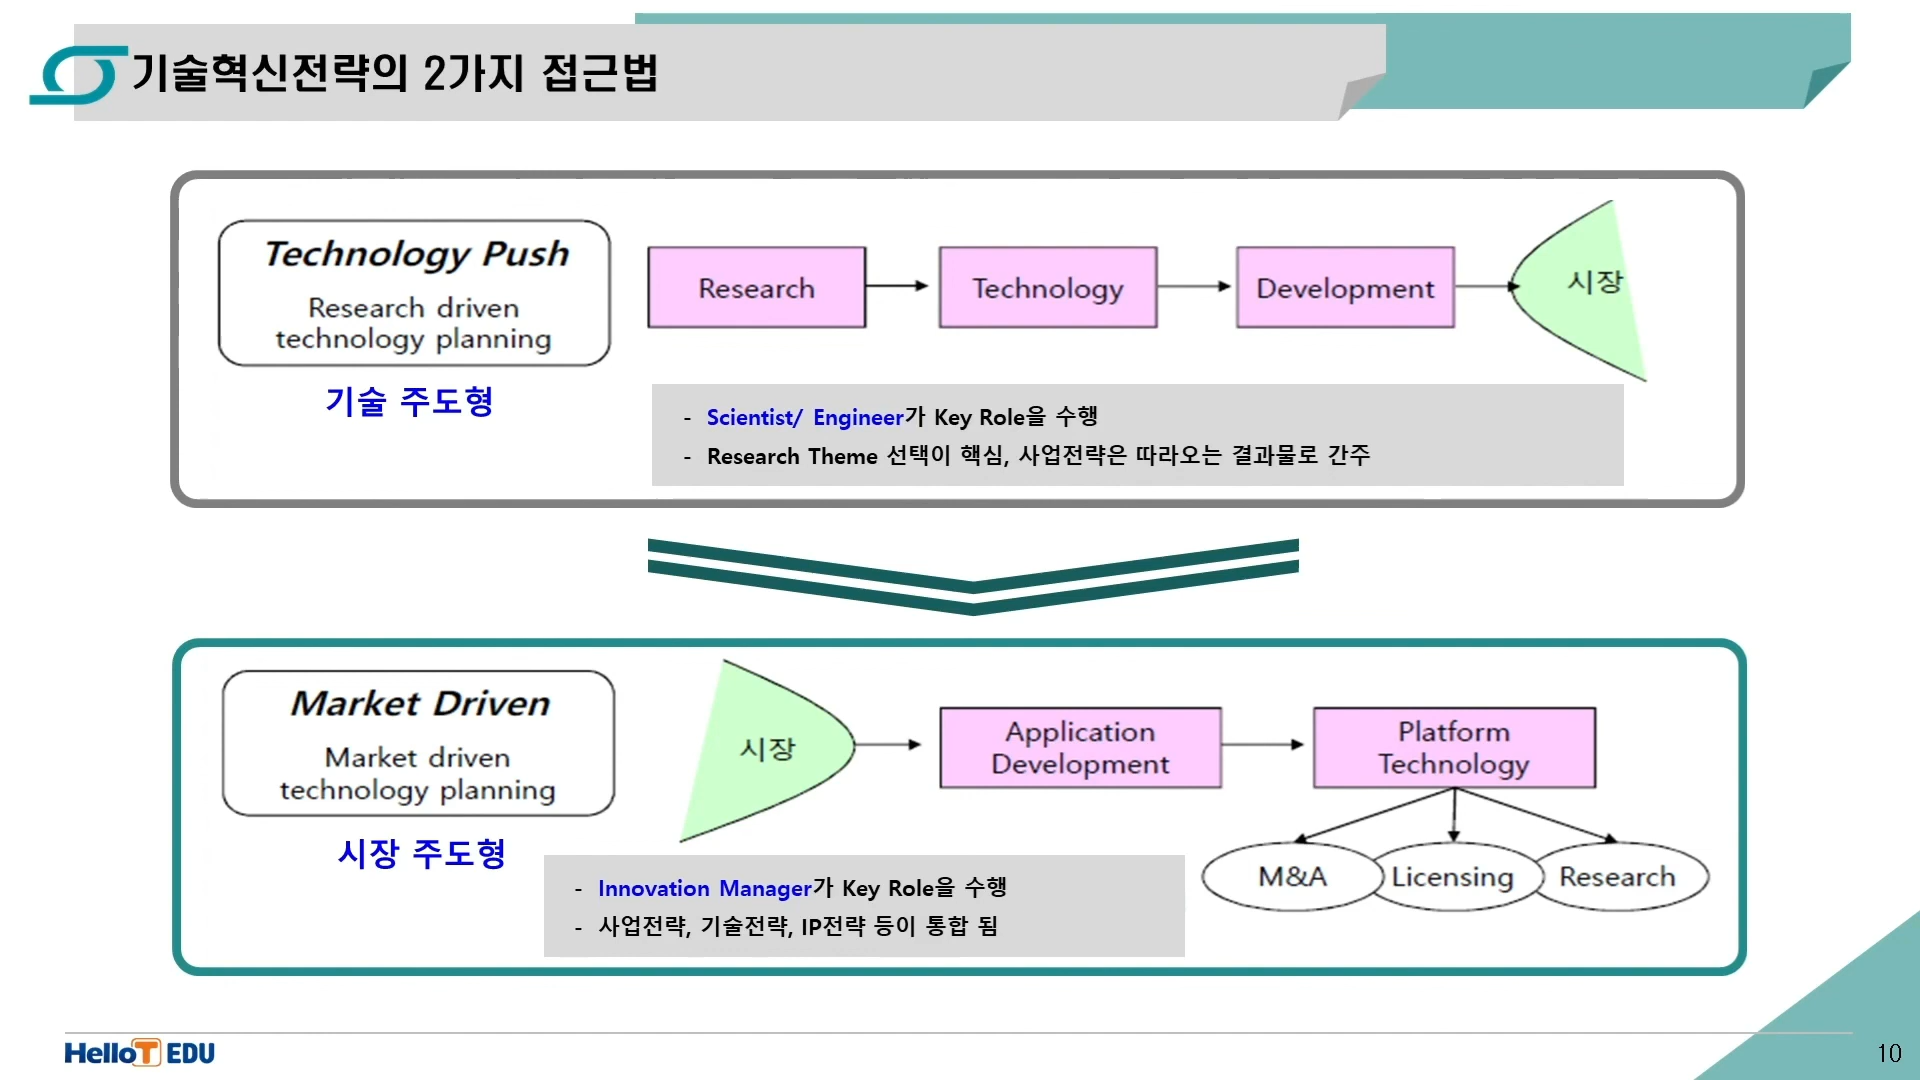 기술혁신전략의 2가지 접근법
Technology Push
Research driven
technology planning
기술 주도형
Research
Technology
Development
시장
- Scientist/ Engineer가 Key Role을 수행
- Research Theme 선택이 핵심, 사업전략은 따라오는 결과물로 간주
Market Driven
Market driven
technology planning
시장 주도형
시장
Application
Development
Platform
Technology
M&A
Licensing
Research
- Innovation Manager가 Key Role을 수행
- 사업전략, 기술전략, IP전략 등이 통합 됨
HelloT EDU
10